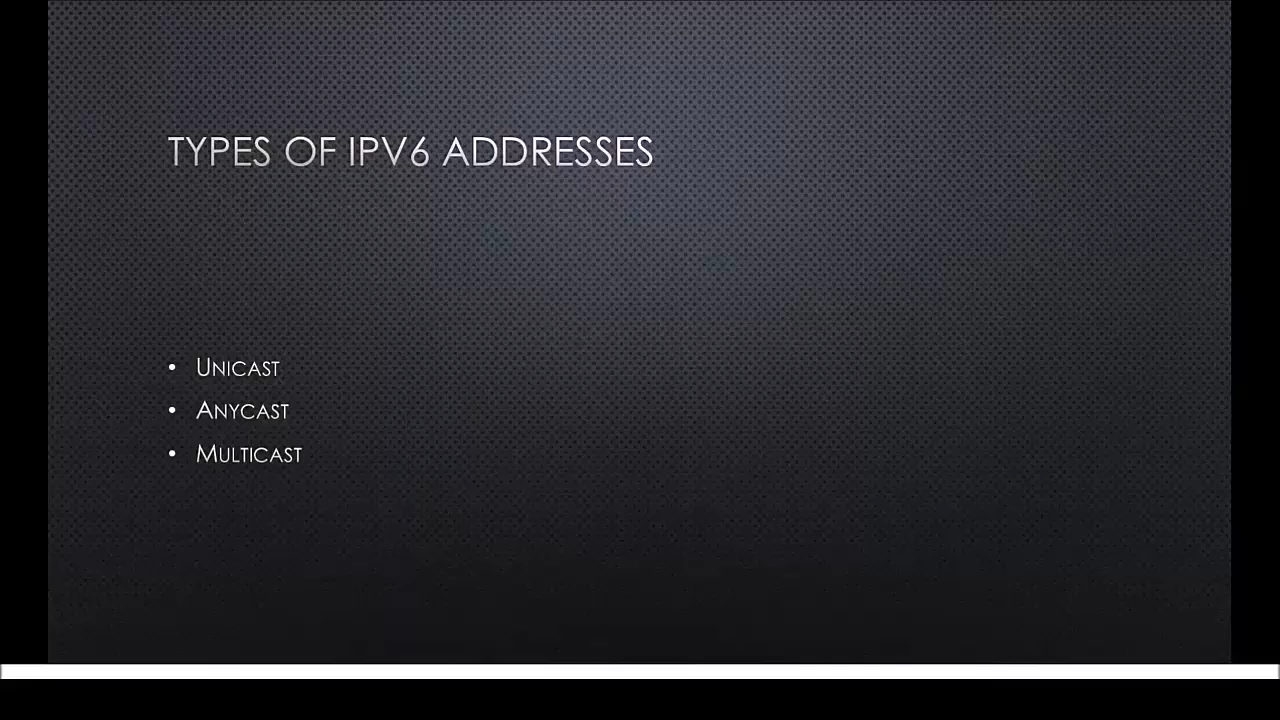 TYPES OF IPV6 ADDRESSES
• UNICAST
• ANYCAST
• MULTICAST